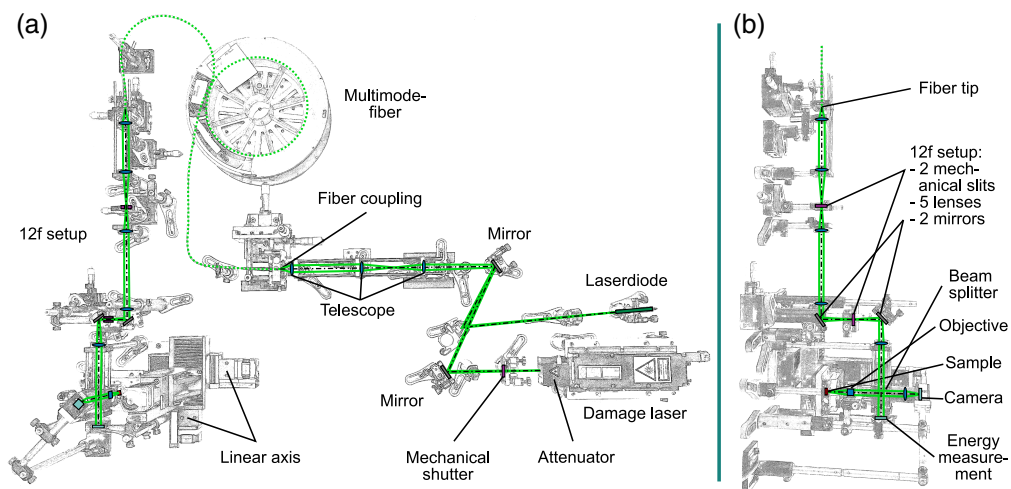 (a)
Multimode-
fiber
Fiber coupling
12f setup
Mirror
Telescope
Laserdiode
Mirror
Damage laser
Linear axis
Mechanical
shutter
Attenuator
(b)
Fiber tip
12f setup:
- 2 mech-
anical slits
- 5 lenses
- 2 mirrors
Beam
splitter
Objective
Sample
Camera
Energy
measure-
ment